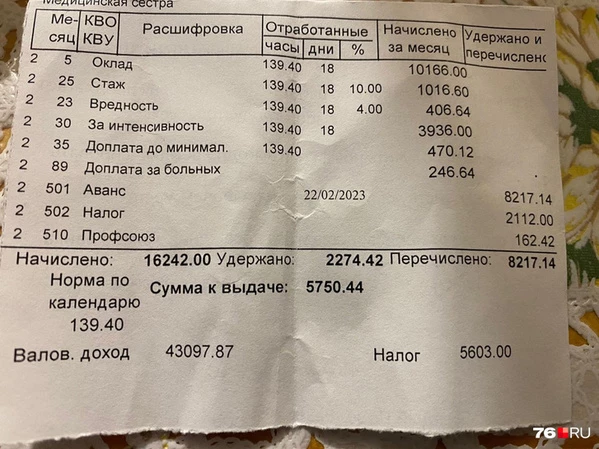 Медицинская сестра
Ме- сяц КВО КВУ Расшифровка Отработанные Начислено за месяц Удержано и перечислено
часы дни %
2 5 Оклад 139.40 18 10166.00
2 25 Стаж 139.40 18 10.00 1016.60
2 23 Вредность 139.40 18 4.00 406.64
2 30 За интенсивность 139.40 18 3936.00
2 35 Доплата до минимал. 139.40 470.12
2 89 Доплата за больных 246.64
2 501 Аванс 22/02/2023 8217.14
2 502 Налог 2112.00
2 510 Профсоюз 162.42
Начислено: 16242.00 Удержано: 2274.42 Перечислено: 8217.14
Норма по календарю Сумма к выдаче: 5750.44
139.40
Валов. доход 43097.87 Налог 5603.00
76.RU